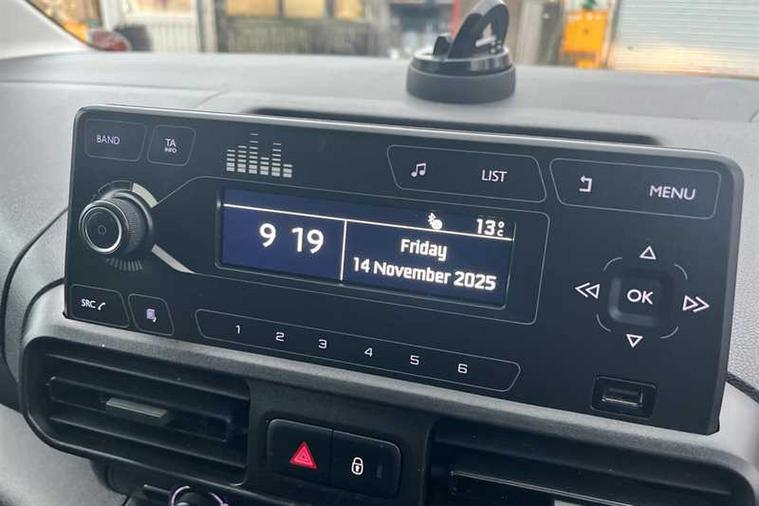 BAND
TA
INFO
LIST
MENU
13°C
9 19
Friday
14 November 2025
OK
SRC
1 2 3 4 5 6